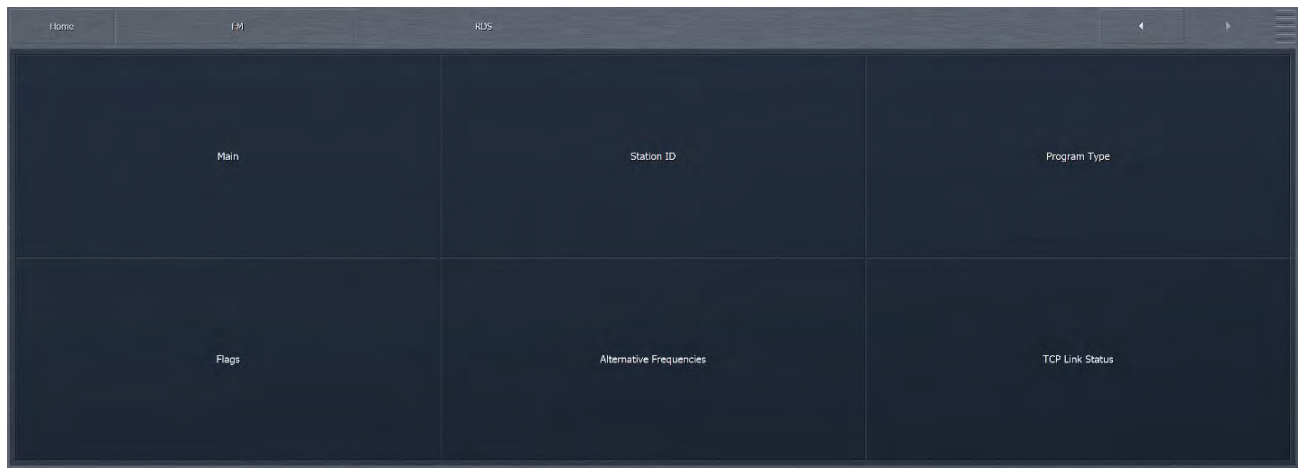 Home FM RDS
Main Station ID Program Type
Flags Alternative Frequencies TCP Link Status